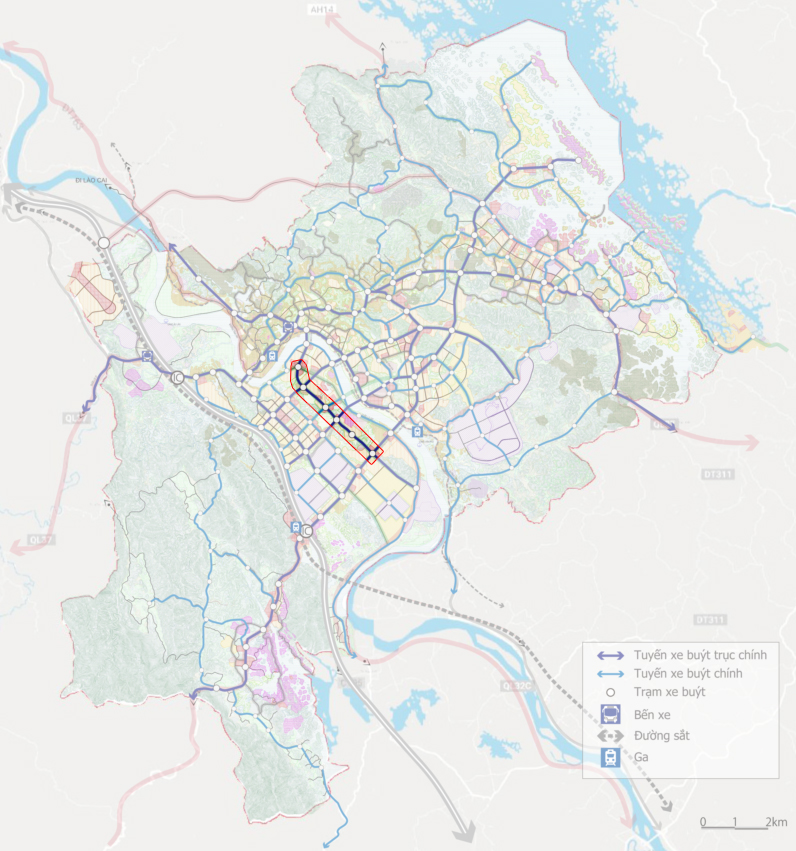 AH14
ĐT7763
ĐI LAO CAI
QL37
ĐT311
QL37
ĐT311
QL32C
Tuyến xe buýt trục chính
Tuyến xe buýt chính
Trạm xe buýt
Bến xe
Đường sắt
Ga
0 1 2km